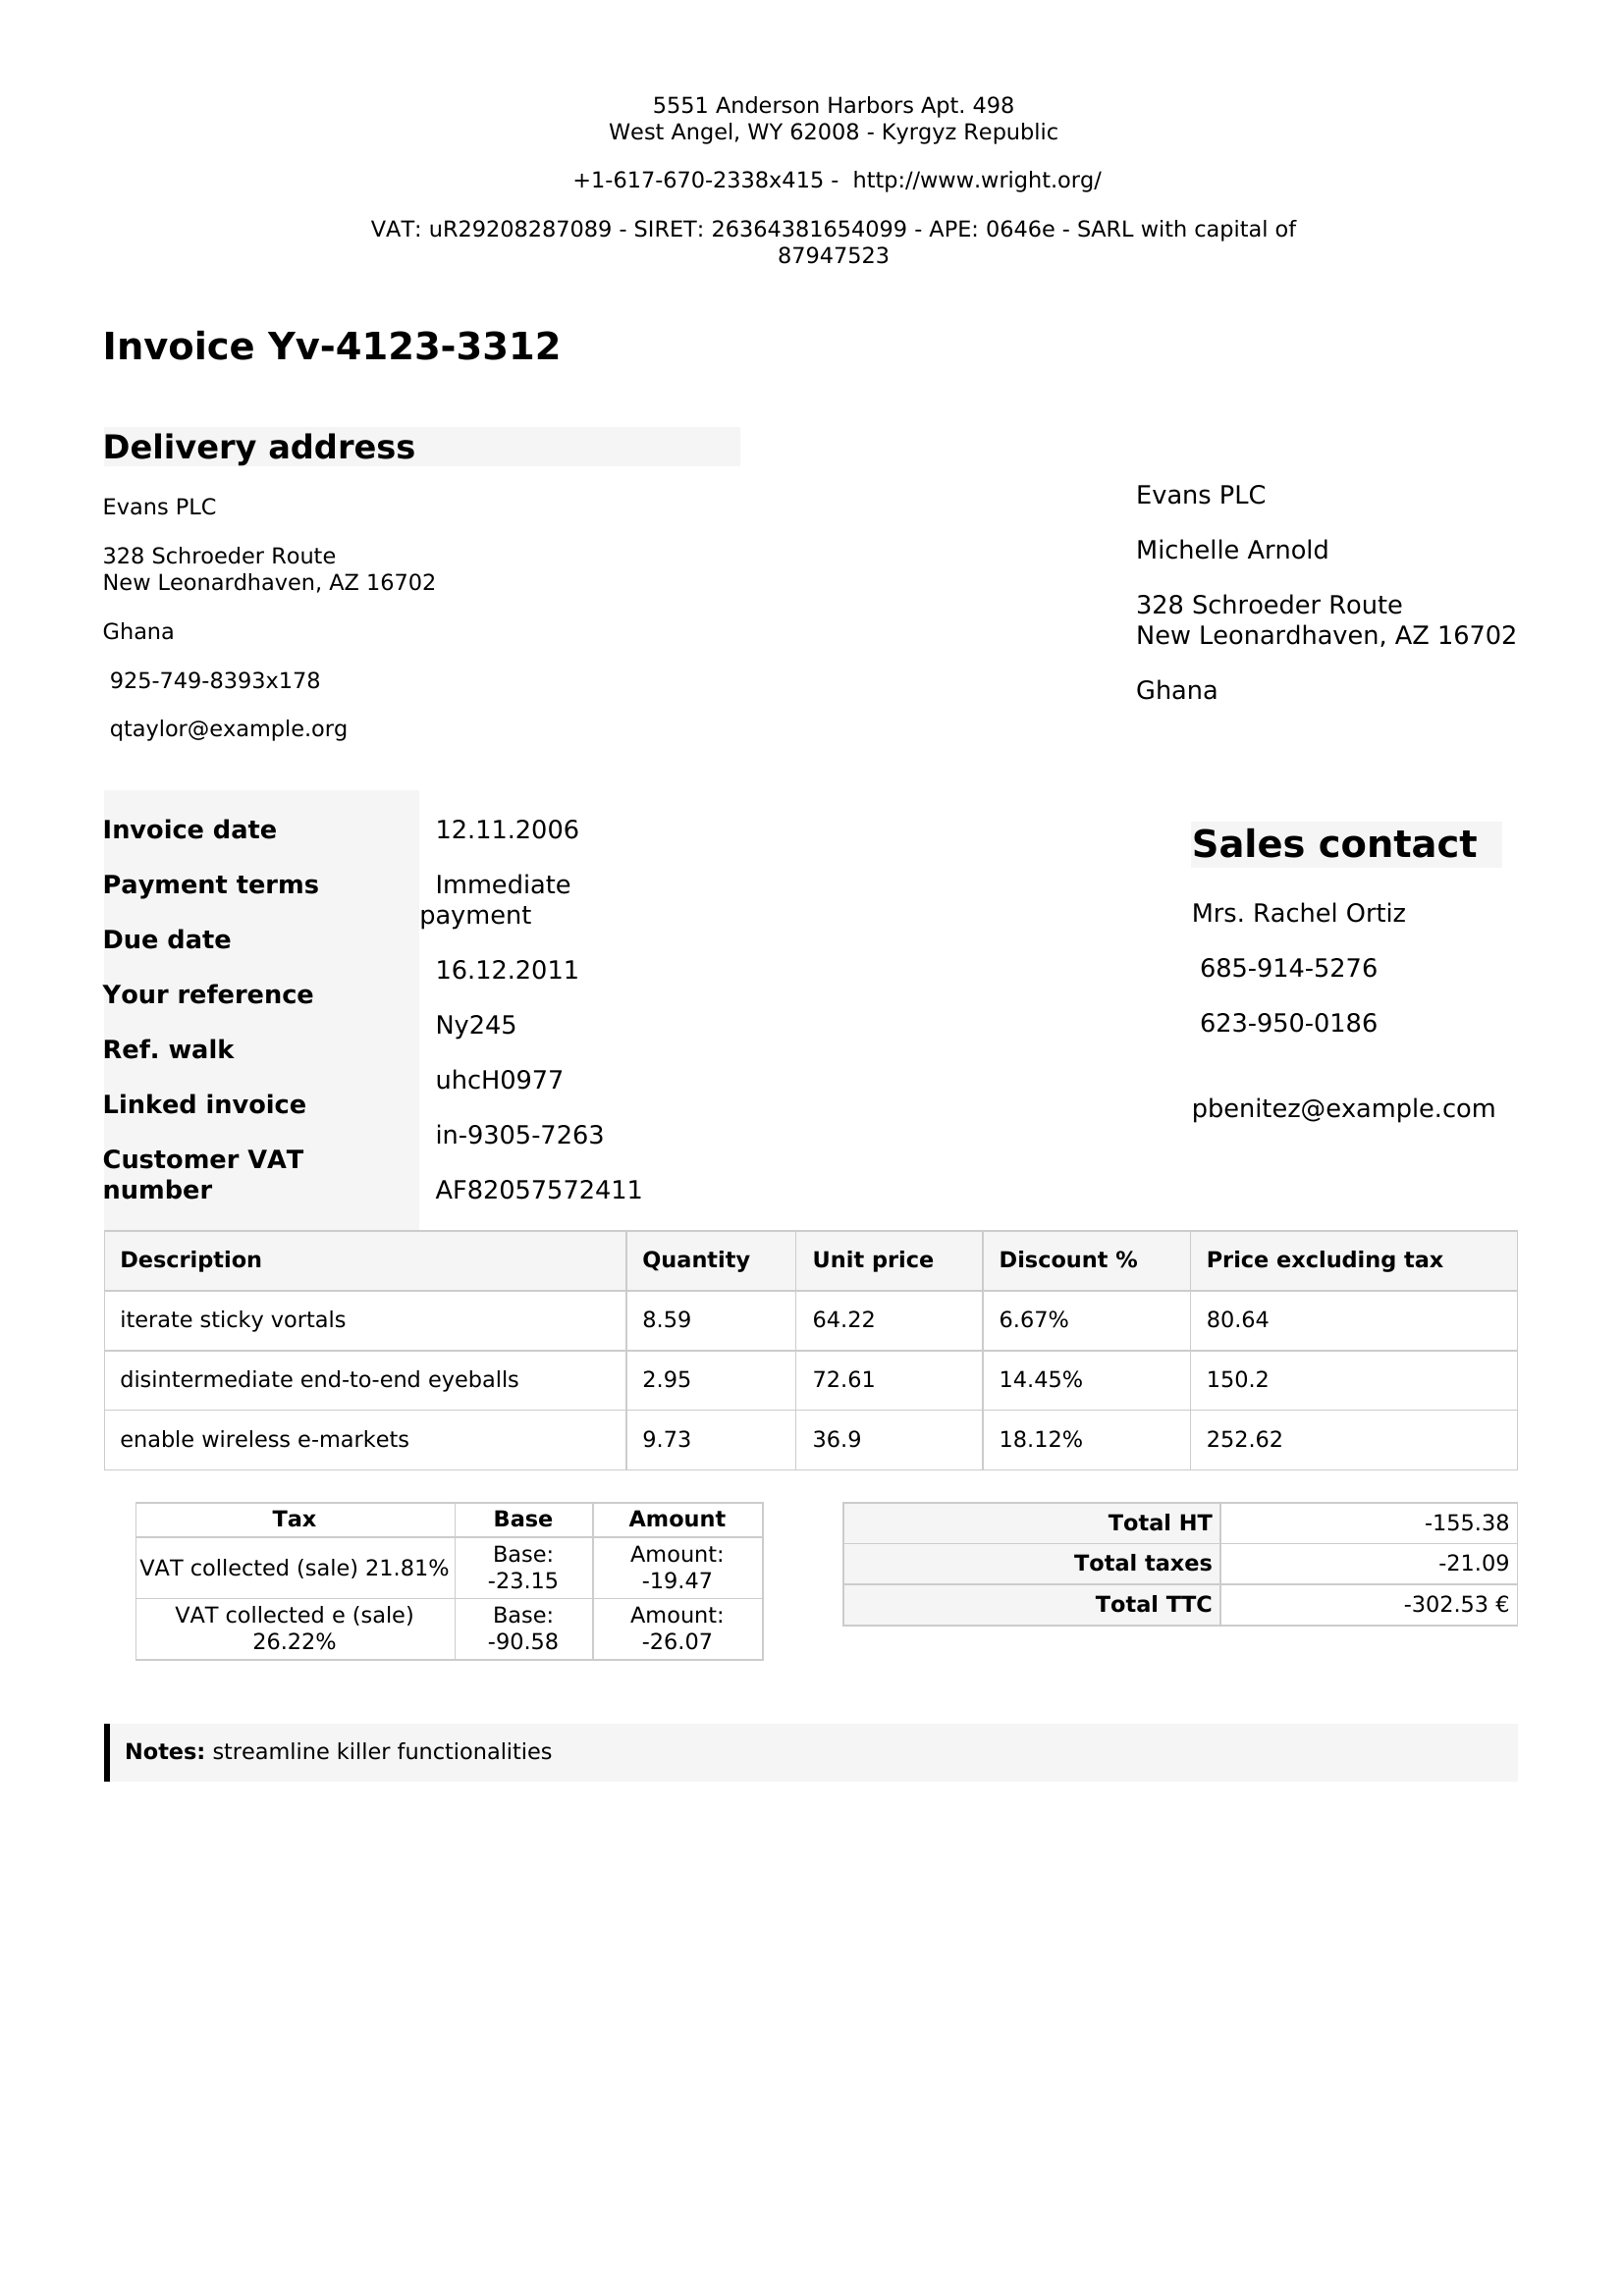 5551 Anderson Harbors Apt. 498
West Angel, WY 62008 - Kyrgyz Republic
+1-617-670-2338x415 - http://www.wright.org/
VAT: uR29208287089 - SIRET: 26364381654099 - APE: 0646e - SARL with capital of
87947523
Invoice Yv-4123-3312
Delivery address
Evans PLC
328 Schroeder Route
New Leonardhaven, AZ 16702
Ghana
925-749-8393x178
qtaylor@example.org
Evans PLC
Michelle Arnold
328 Schroeder Route
New Leonardhaven, AZ 16702
Ghana
Invoice date
Payment terms
Due date
Your reference
Ref. walk
Linked invoice
Customer VAT
number
12.11.2006
Immediate
payment
16.12.2011
Ny245
uhcH0977
in-9305-7263
AF82057572411
Sales contact
Mrs. Rachel Ortiz
685-914-5276
623-950-0186
pbenitez@example.com
Description Quantity Unit price Discount % Price excluding tax
iterate sticky vortals 8.59 64.22 6.67% 80.64
disintermediate end-to-end eyeballs 2.95 72.61 14.45% 150.2
enable wireless e-markets 9.73 36.9 18.12% 252.62
Tax Base Amount
VAT collected (sale) 21.81% Base: -23.15 Amount: -19.47
VAT collected e (sale) 26.22% Base: -90.58 Amount: -26.07
Total HT -155.38
Total taxes -21.09
Total TTC -302.53 €
Notes: streamline killer functionalities